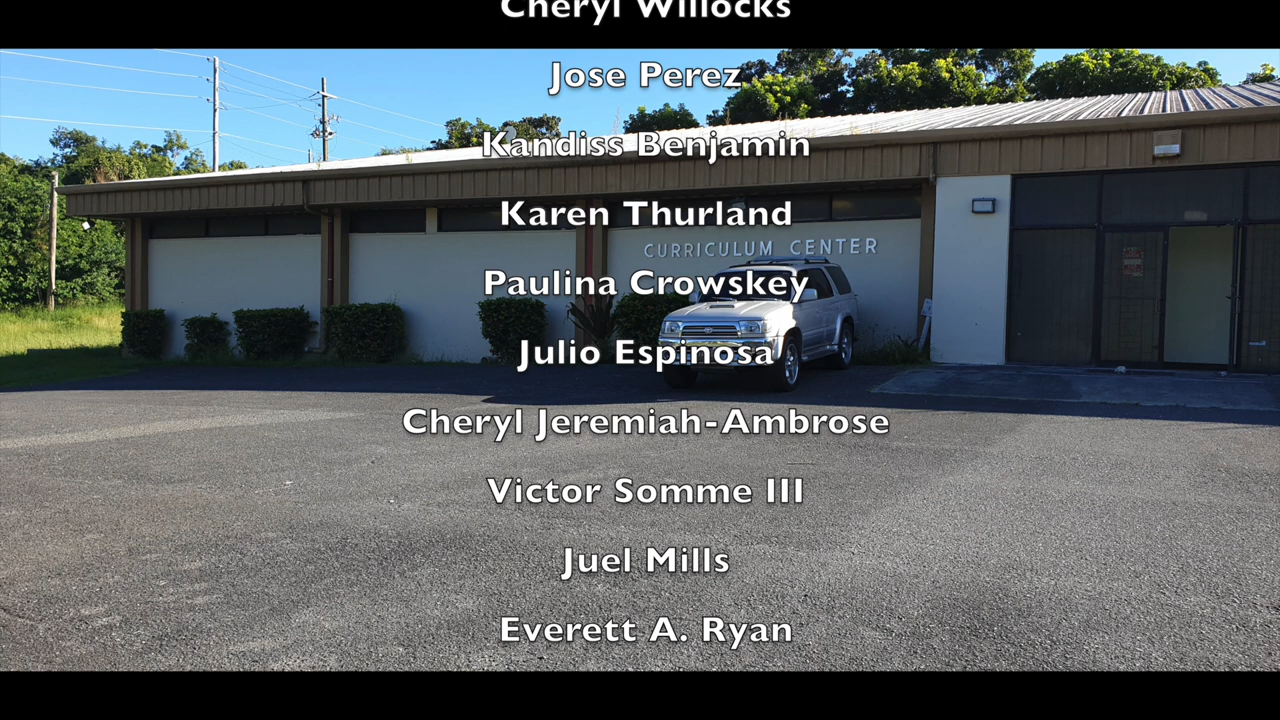 Cheryl Willocks
Jose Perez
Kandiss Benjamin
Karen Thurland
CURRICULUM CENTER
Paulina Crowskey
Julio Espinosa
Cheryl Jeremiah-Ambrose
Victor Somme III
Juel Mills
Everett A. Ryan